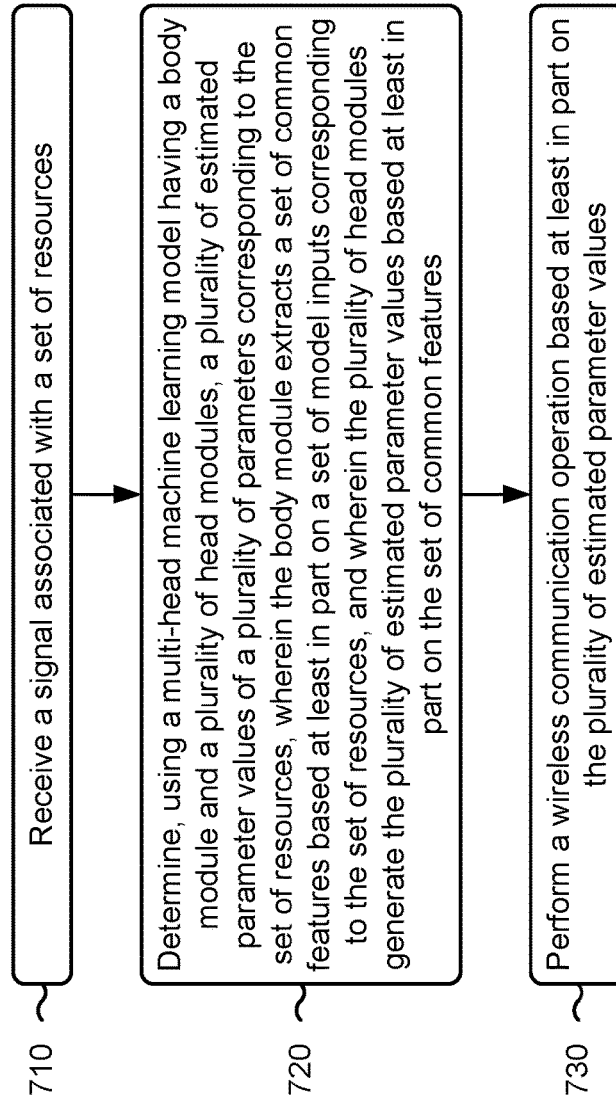 710
Receive a signal associated with a set of resources
720
Determine, using a multi-head machine learning model having a body
module and a plurality of head modules, a plurality of estimated
parameter values of a plurality of parameters corresponding to the
set of resources, wherein the body module extracts a set of common
features based at least in part on a set of model inputs corresponding
to the set of resources, and wherein the plurality of head modules
generate the plurality of estimated parameter values based at least in
part on the set of common features
730
Perform a wireless communication operation based at least in part on
the plurality of estimated parameter values